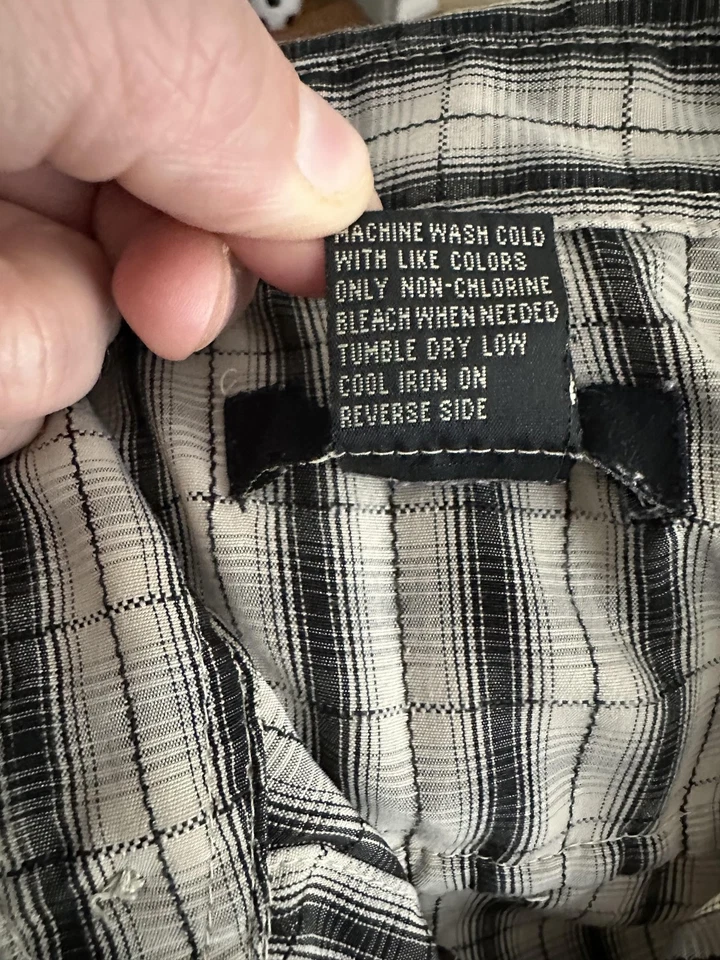 MACHINE WASH COLD
WITH LIKE COLORS
ONLY NON-CHLORINE
BLEACH WHEN NEEDED
TUMBLE DRY LOW
COOL IRON ON
REVERSE SIDE